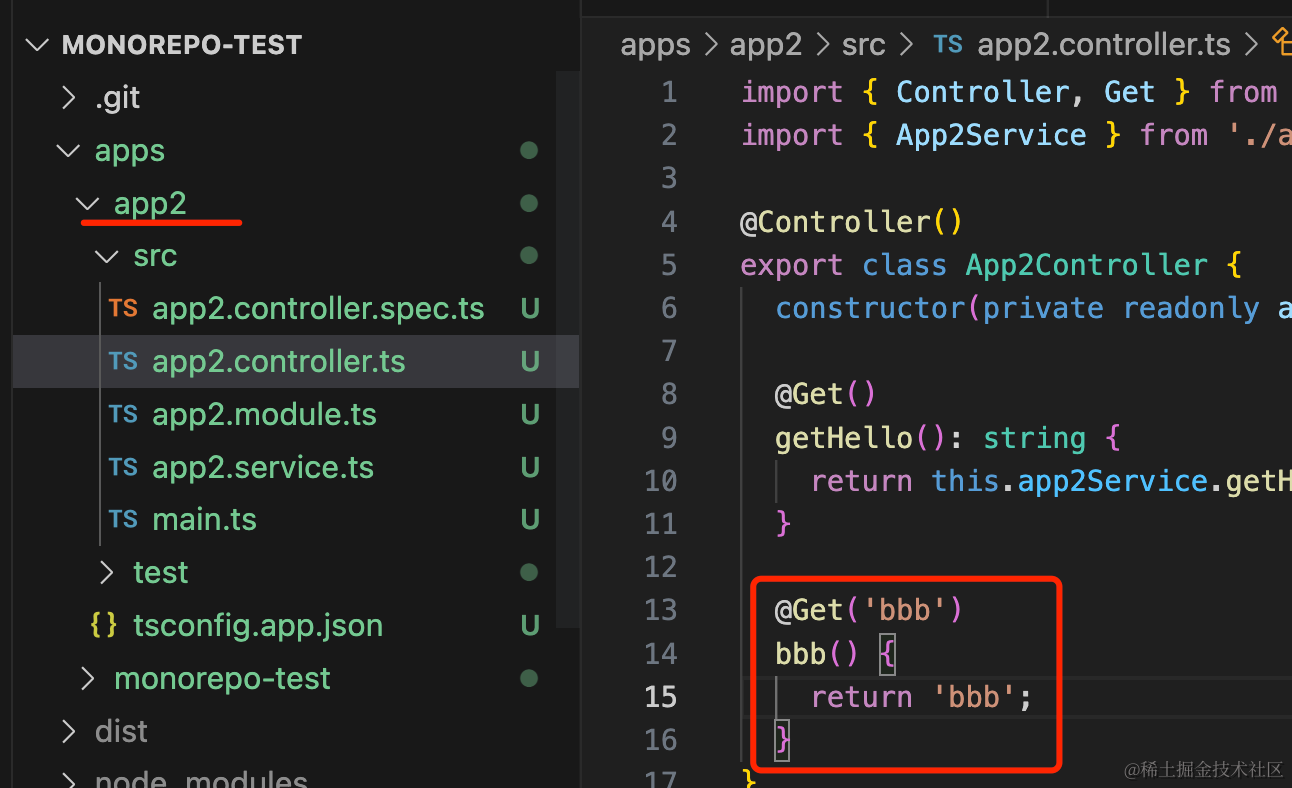 MONOREPO-TEST
.git
apps
app2
src
TS app2.controller.spec.ts U
TS app2.controller.ts U
TS app2.module.ts U
TS app2.service.ts U
TS main.ts U
test
{} tsconfig.app.json U
monorepo-test
dist
node_modules
apps > app2 > src > TS app2.controller.ts >
1 import { Controller, Get } from
2 import { App2Service } from './a
3
4 @Controller()
5 export class App2Controller {
6 constructor(private readonly a
7
8 @Get()
9 getHello(): string {
10 return this.app2Service.getH
11 }
12
13 @Get('bbb')
14 bbb() {
15 return 'bbb';
16 }
17 }
@稀土掘金技术社区